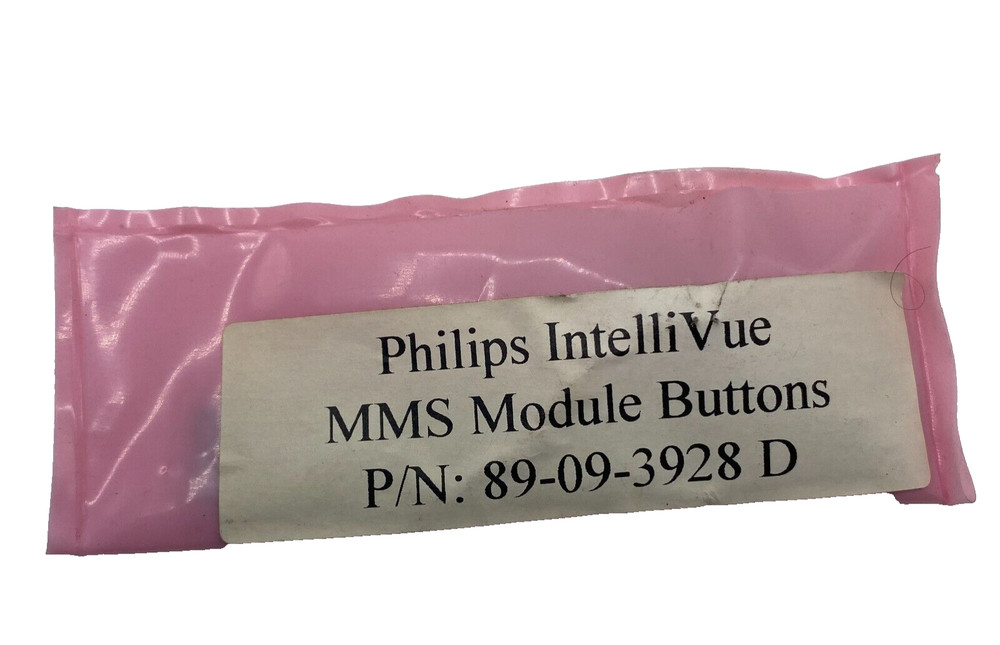 Philips IntelliVue
MMS Module Buttons
P/N: 89-09-3928 D